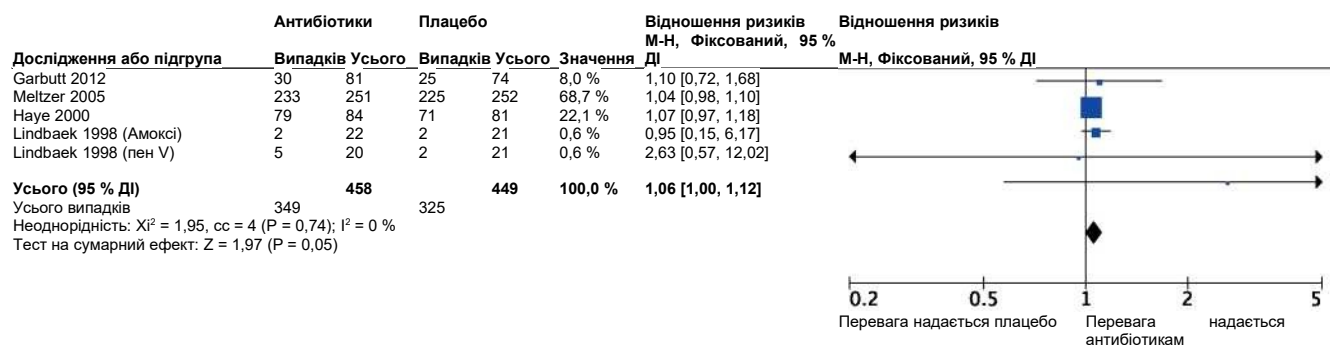 Антибіотики Плацебо Відношення ризиків Відношення ризиків
М-Н, Фіксований, 95 %
Дослідження або підгрупа Випадків Усього Випадків Усього Значення ДІ М-Н, Фіксований, 95 % ДІ
Garbutt 2012 30 81 25 74 8,0 % 1,10 [0,72, 1,68]
Meltzer 2005 233 251 225 252 68,7 % 1,04 [0,98, 1,10]
Haye 2000 79 84 71 81 22,1 % 1,07 [0,97, 1,18]
Lindbaek 1998 (Амоксі) 2 22 2 21 0,6 % 0,95 [0,15, 6,17]
Lindbaek 1998 (пен V) 5 20 2 21 0,6 % 2,63 [0,57, 12,02]
Усього (95 % ДІ) 458 449 100,0 % 1,06 [1,00, 1,12]
Усього випадків 349 325
Неоднорідність: Xi² = 1,95, сс = 4 (P = 0,74); I² = 0 %
Тест на сумарний ефект: Z = 1,97 (P = 0,05)
0.2 0.5 1 2 5
Перевага надається плацебо Перевага надається
антибіотикам